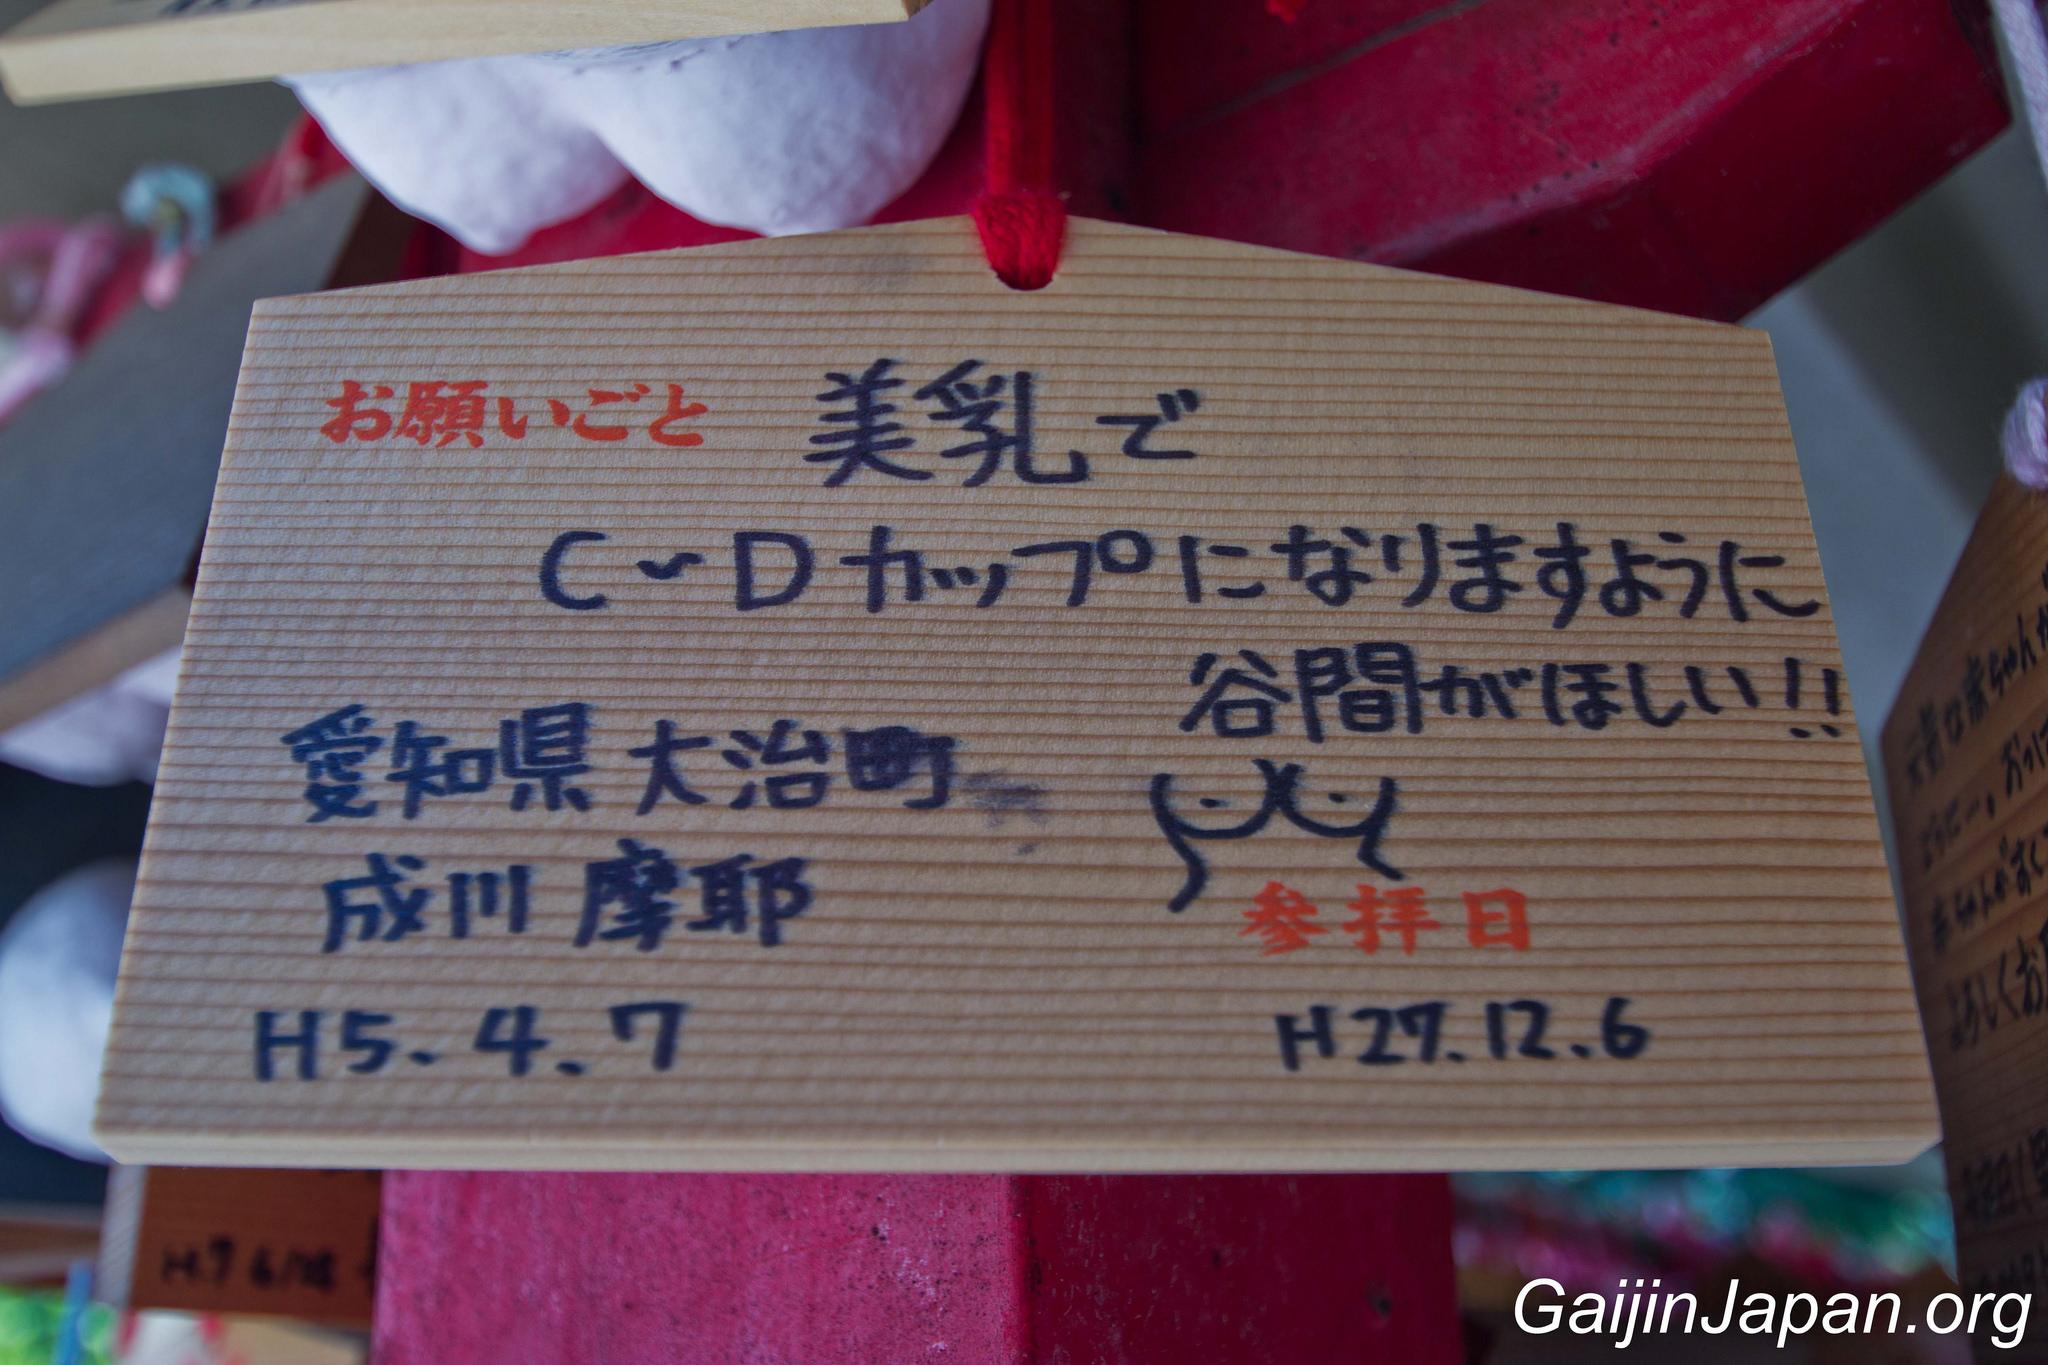 お願いごと 美乳で
C~Dカップになりますように
谷間がほしい!!
愛知県大治町
成川 摩耶
参拝日
H5.4.7
H27.12.6
GaijinJapan.org